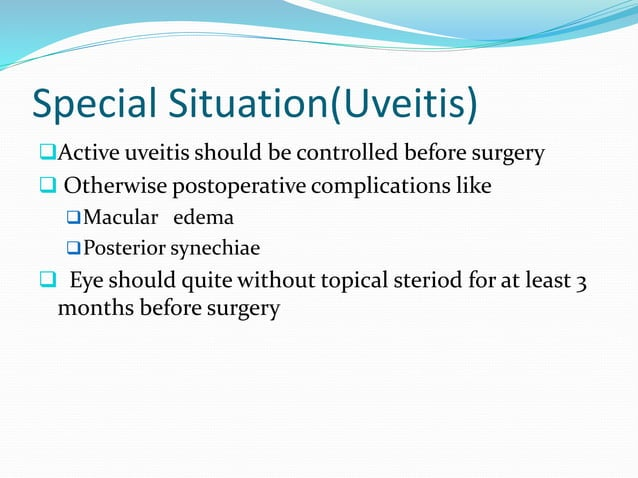 Special Situation(Uveitis)
Active uveitis should be controlled before surgery
Otherwise postoperative complications like
Macular edema
Posterior synechiae
Eye should quite without topical steriod for at least 3
months before surgery